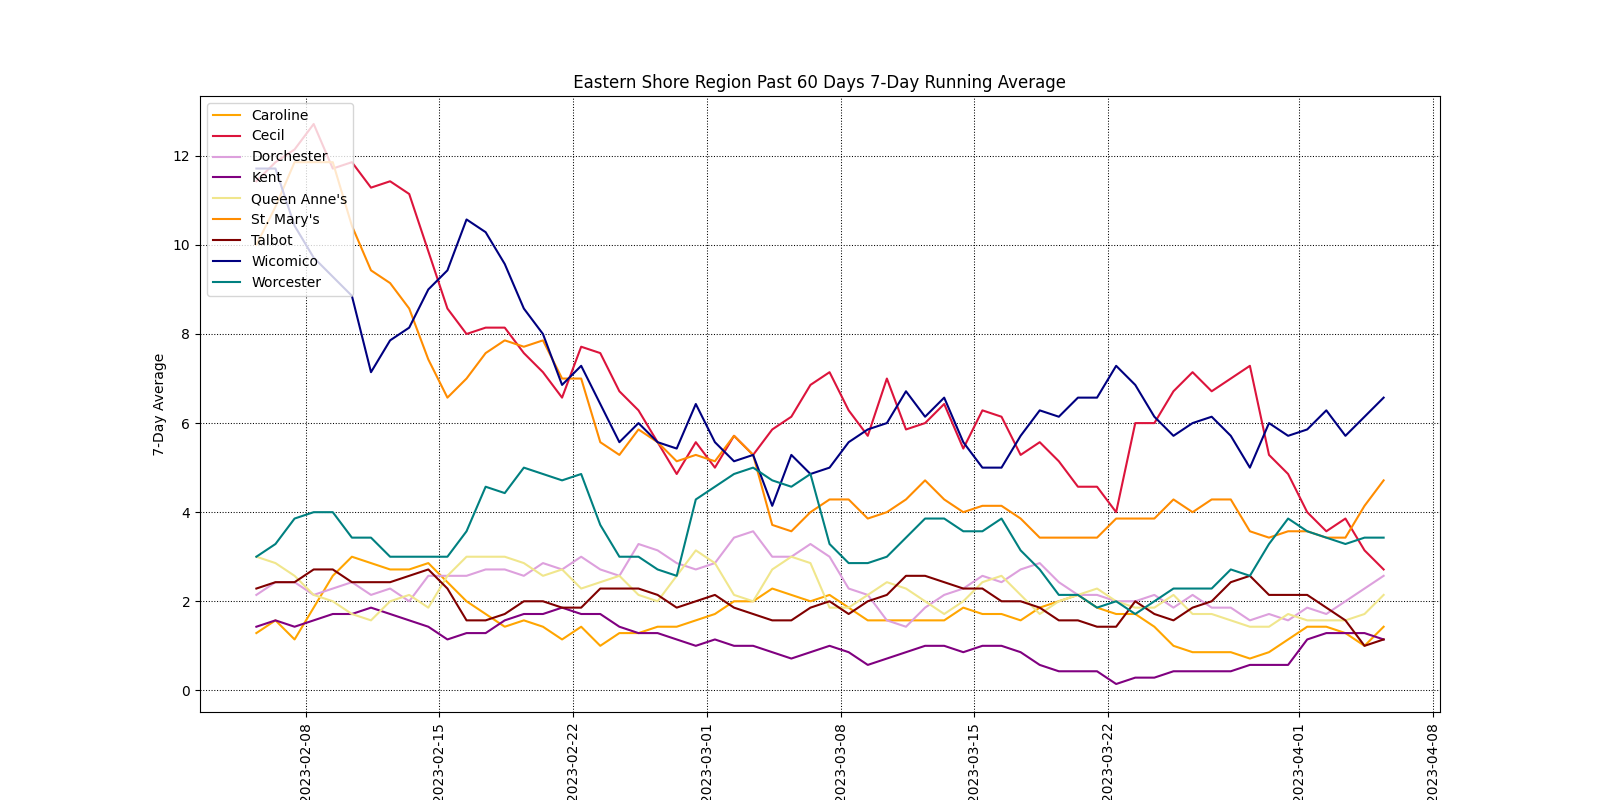 Eastern Shore Region Past 60 Days 7-Day Running Average
Caroline
Cecil
Dorchester
Kent
Queen Anne's
St. Mary's
Talbot
Wicomico
Worcester
12
10
8
6
4
2
0
7-Day Average
2023-02-08
2023-02-15
2023-02-22
2023-03-01
2023-03-08
2023-03-15
2023-03-22
2023-04-01
2023-04-08